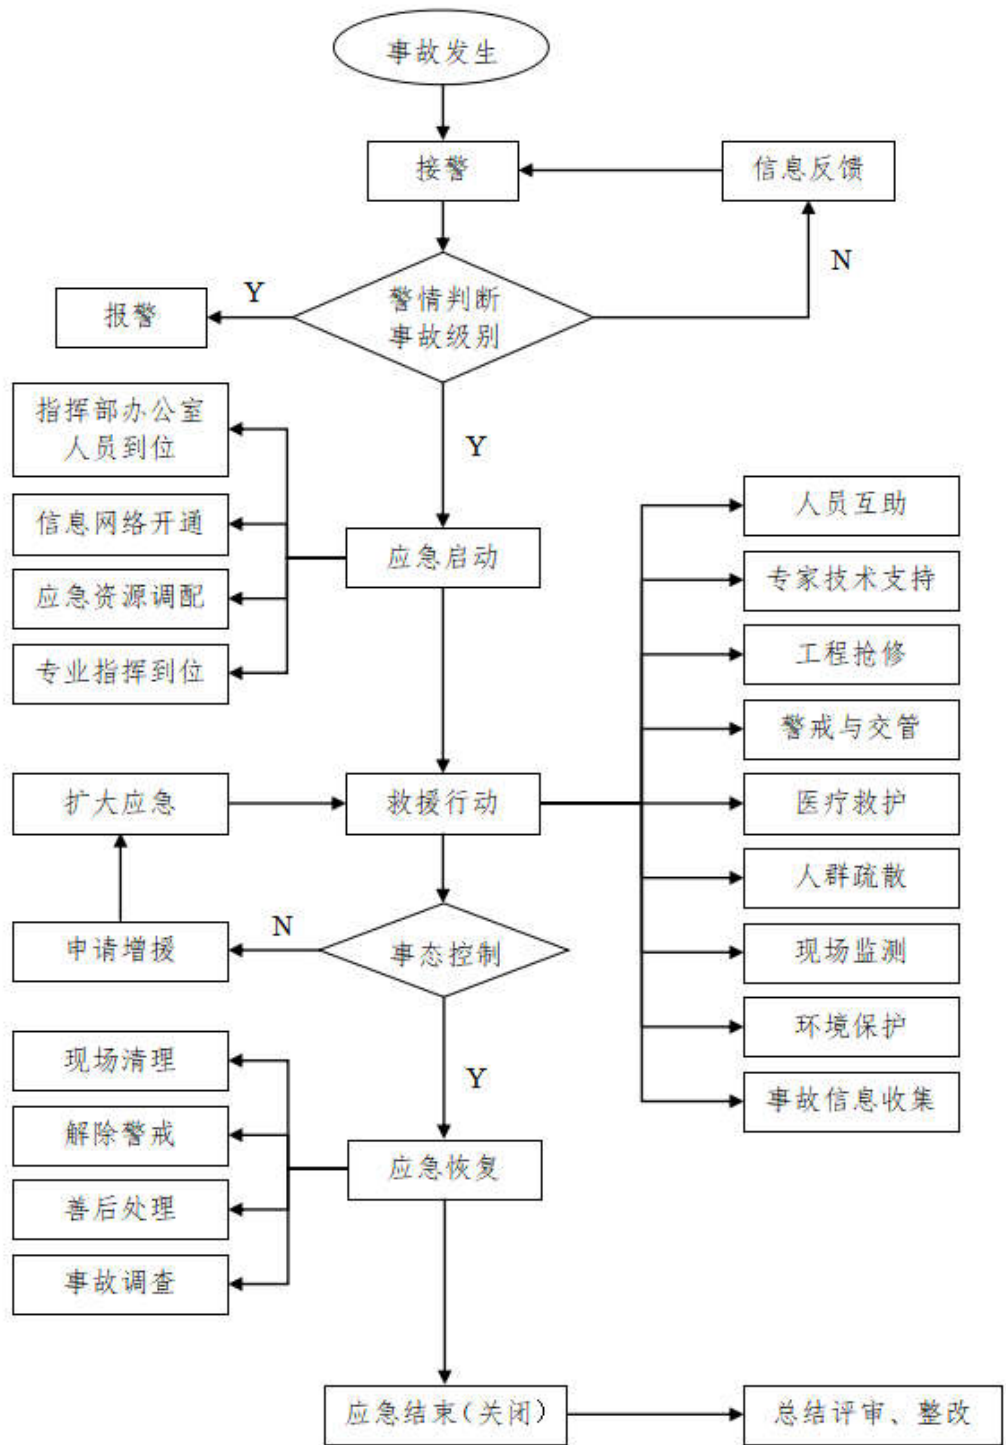 事故发生
接警
信息反馈
N
Y
报警
警情判断
事故级别
指挥部办公室
人员到位
Y
信息网络开通
应急启动
应急资源调配
专业指挥到位
人员互助
专家技术支持
工程抢修
警戒与交管
扩大应急
救援行动
医疗救护
人群疏散
N
申请增援
事态控制
现场监测
环境保护
现场清理
Y
事故信息收集
解除警戒
应急恢复
善后处理
事故调查
应急结束(关闭)
总结评审、整改